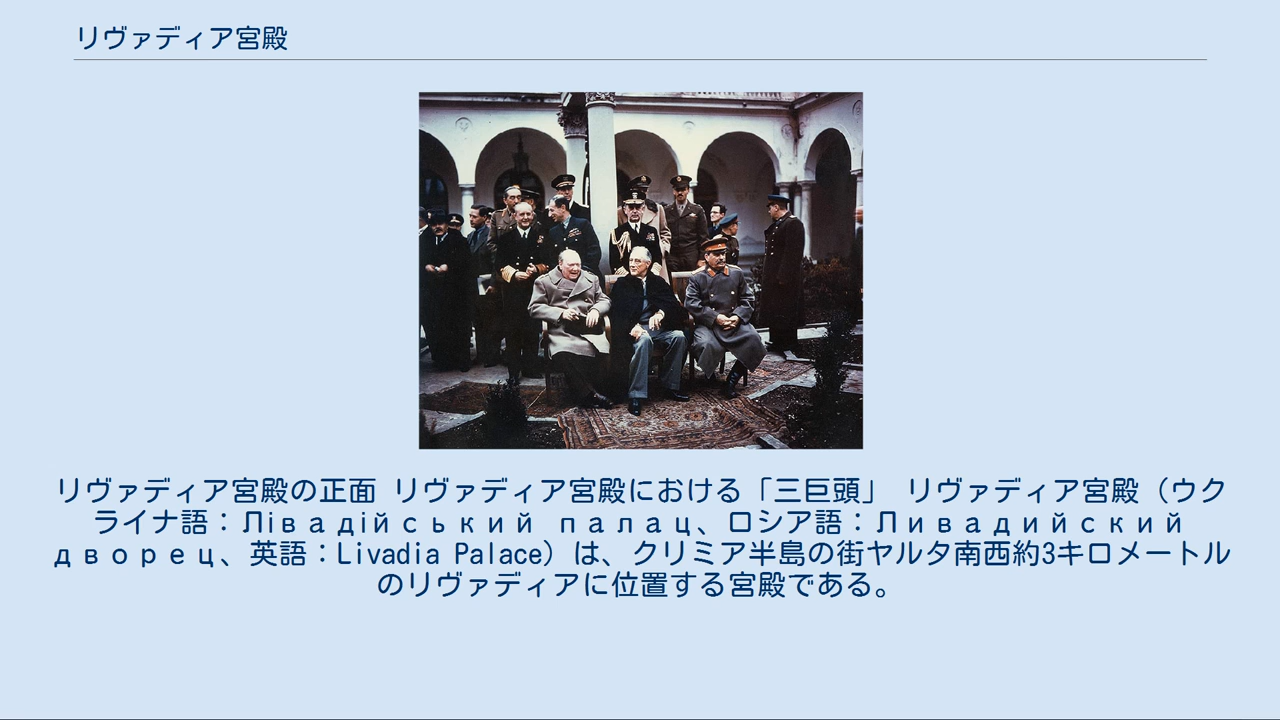 リヴァディア宮殿
リヴァディア宮殿の正面 リヴァディア宮殿における「三巨頭」 リヴァディア宮殿（ウク
ライナ語：Лівадійський палац、ロシア語：Ливадийский
дворец、英語：Livadia Palace）は、クリミア半島の街ヤルタ南西約3キロメートル
のリヴァディアに位置する宮殿である。